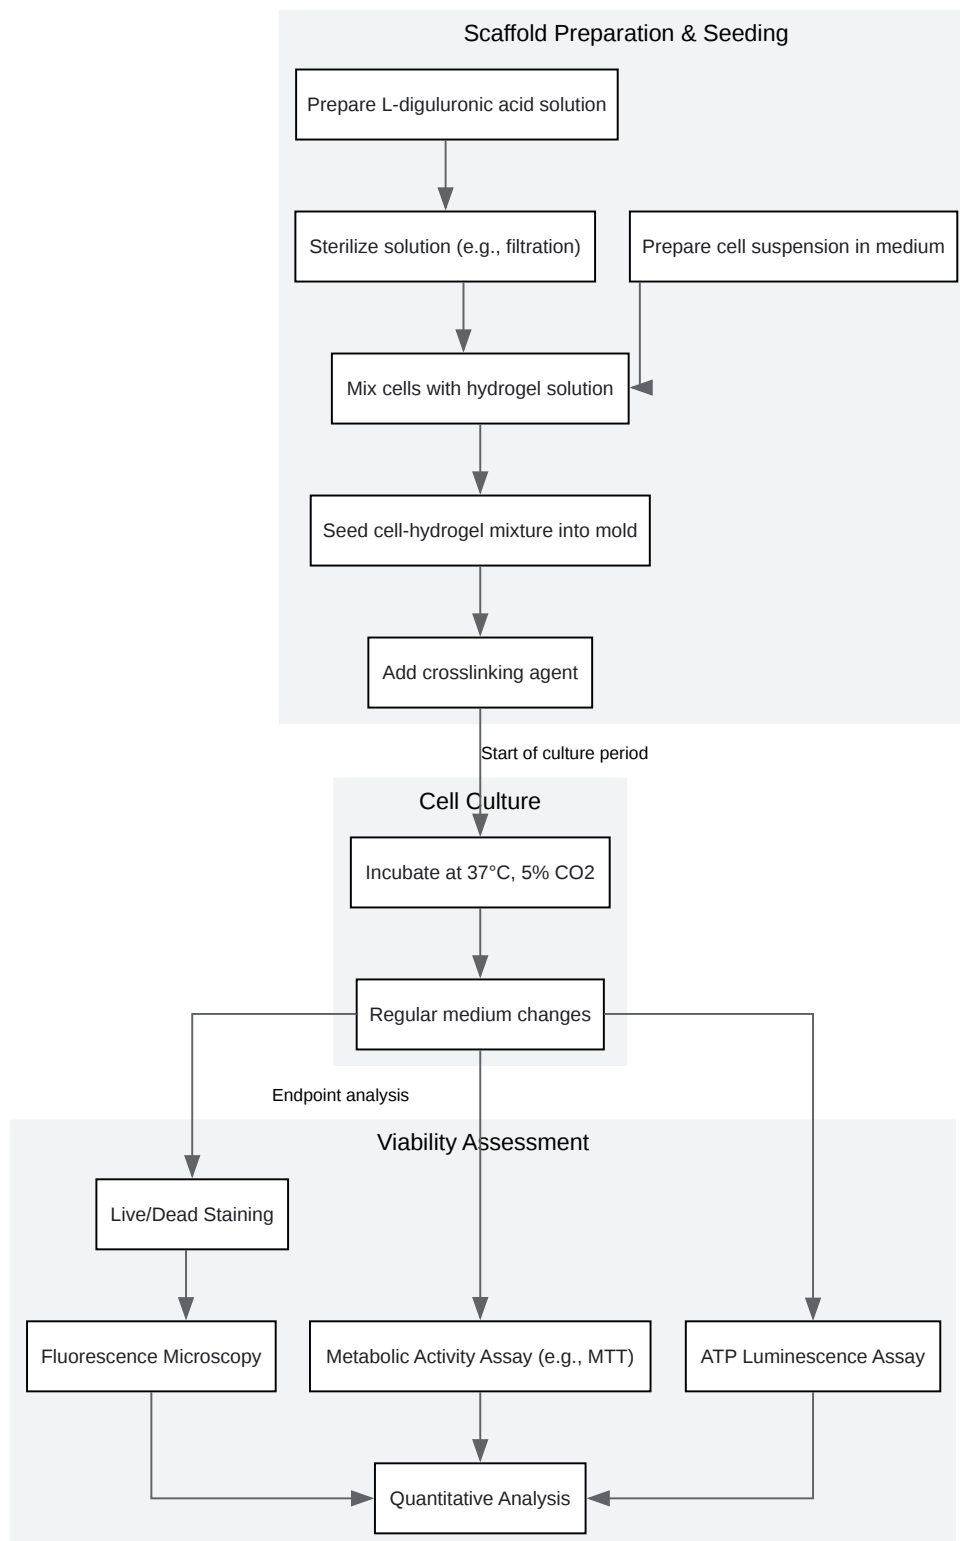 Scaffold Preparation & Seeding
Prepare L-diguluronic acid solution
Sterilize solution (e.g., filtration)
Prepare cell suspension in medium
Mix cells with hydrogel solution
Seed cell-hydrogel mixture into mold
Add crosslinking agent
Start of culture period
Cell Culture
Incubate at 37°C, 5% CO2
Regular medium changes
Endpoint analysis
Viability Assessment
Live/Dead Staining
Fluorescence Microscopy
Metabolic Activity Assay (e.g., MTT)
ATP Luminescence Assay
Quantitative Analysis